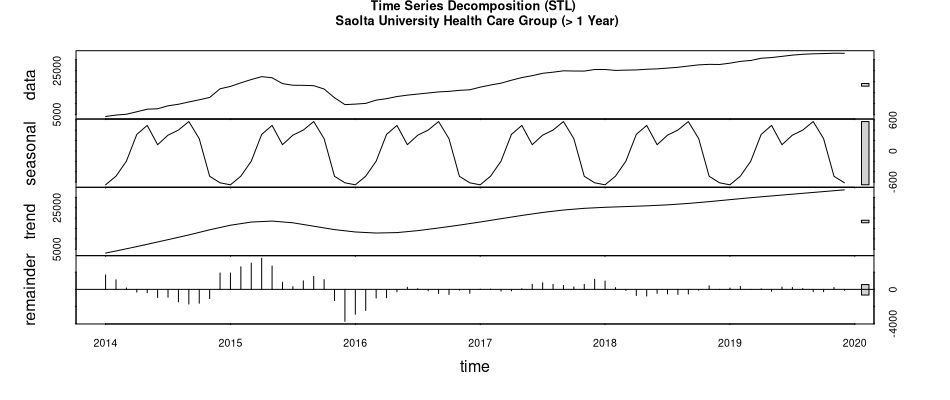 Time Series Decomposition (STL)
Saolta University Health Care Group (> 1 Year)
data
5000 25000
seasonal
-600 0 600
trend
5000 25000
remainder
-4000 0
2014 2015 2016 2017 2018 2019 2020
time